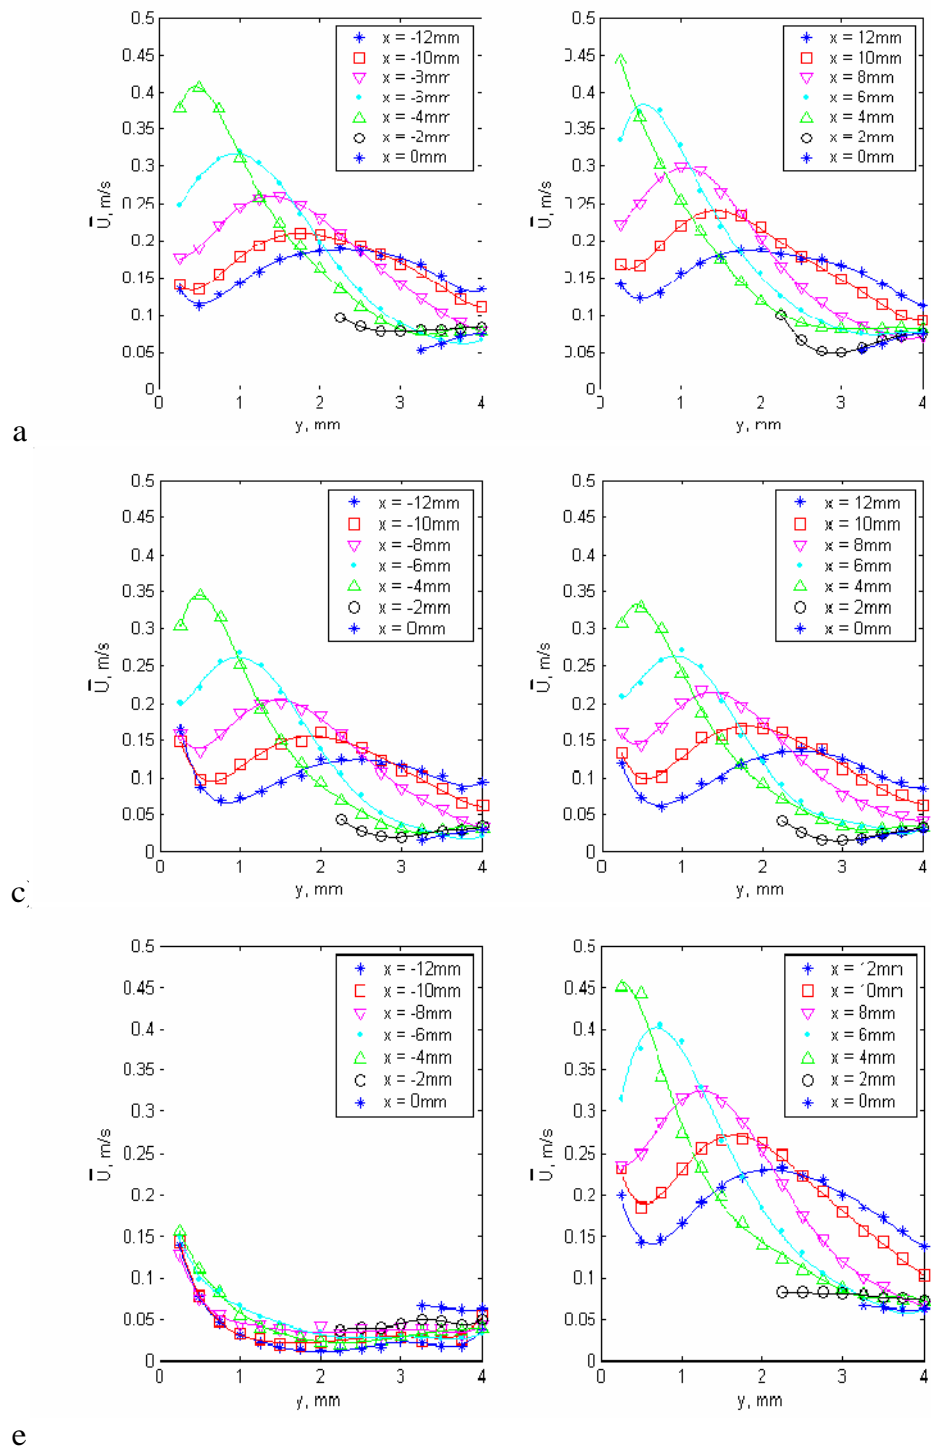 0.5
0.45
0.4
0.35
0.3
0.25
0.2
0.15
0.1
0.05
0
Ū, m/s
0 1 2 3 4
y, mm
x = -12mm
x = -10mm
x = -8mm
x = -6mm
x = -4mm
x = -2mm
x = 0mm
0.5
0.45
0.4
0.35
0.3
0.25
0.2
0.15
0.1
0.05
0
Ū, m/s
0 1 2 3 4
y, mm
x = 12mm
x = 10mm
x = 8mm
x = 6mm
x = 4mm
x = 2mm
x = 0mm
a
0.5
0.45
0.4
0.35
0.3
0.25
0.2
0.15
0.1
0.05
0
Ū, m/s
0 1 2 3 4
y, mm
x = -12mm
x = -10mm
x = -8mm
x = -6mm
x = -4mm
x = -2mm
x = 0mm
0.5
0.45
0.4
0.35
0.3
0.25
0.2
0.15
0.1
0.05
0
Ū, m/s
0 1 2 3 4
y, mm
x = 12mm
x = 10mm
x = 8mm
x = 6mm
x = 4mm
x = 2mm
x = 0mm
c)
0.5
0.45
0.4
0.35
0.3
0.25
0.2
0.15
0.1
0.05
0
Ū, m/s
0 1 2 3 4
y, mm
x = -12mm
x = -10mm
x = -8mm
x = -6mm
x = -4mm
x = -2mm
x = 0mm
0.5
0.45
0.4
0.35
0.3
0.25
0.2
0.15
0.1
0.05
0
Ū, m/s
0 1 2 3 4
y, mm
x = 12mm
x = 10mm
x = 8mm
x = 6mm
x = 4mm
x = 2mm
x = 0mm
e